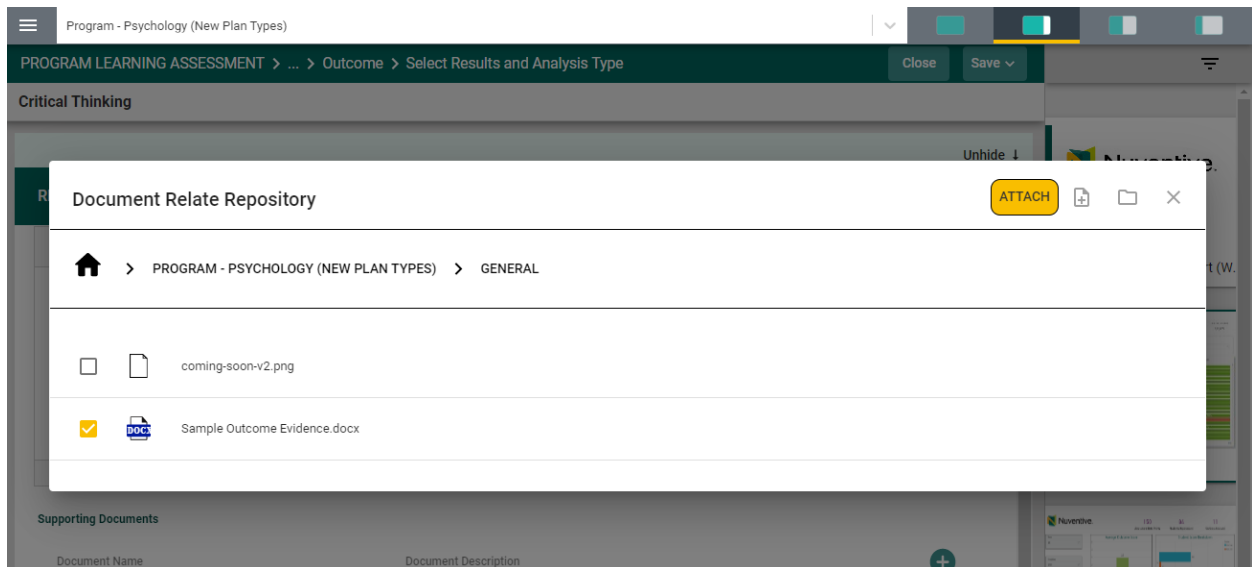 Program - Psychology (New Plan Types)
PROGRAM LEARNING ASSESSMENT > ... > Outcome > Select Results and Analysis Type
Close
Save
Critical Thinking
Unhide ↓
Nuventive.
R
Document Relate Repository
ATTACH
PROGRAM - PSYCHOLOGY (NEW PLAN TYPES) > GENERAL
rt (W.
coming-soon-v2.png
DOCX
Sample Outcome Evidence.docx
Supporting Documents
Nuventive.
Document Name
Document Description